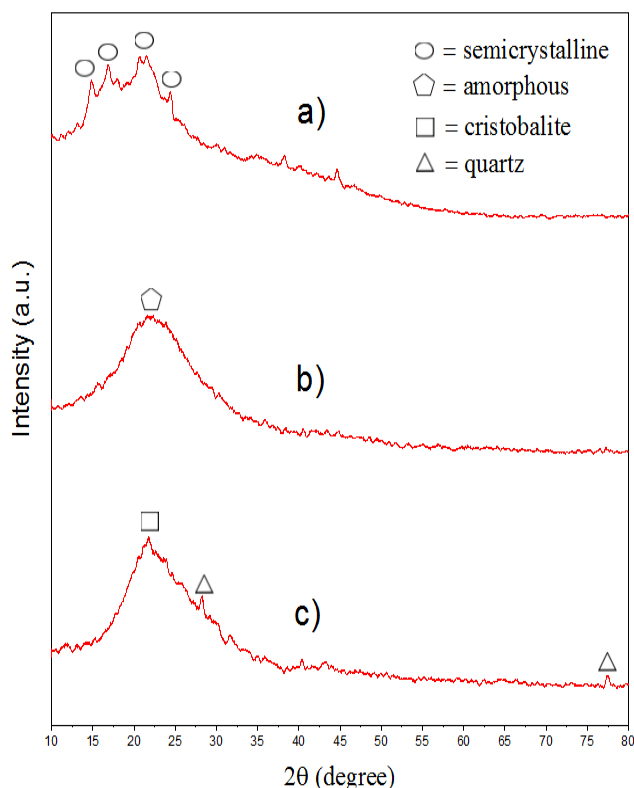 = semicrystalline
= amorphous
= cristobalite
= quartz
a)
b)
c)
Intensity (a.u.)
10 15 20 25 30 35 40 45 50 55 60 65 70 75 80
2θ (degree)